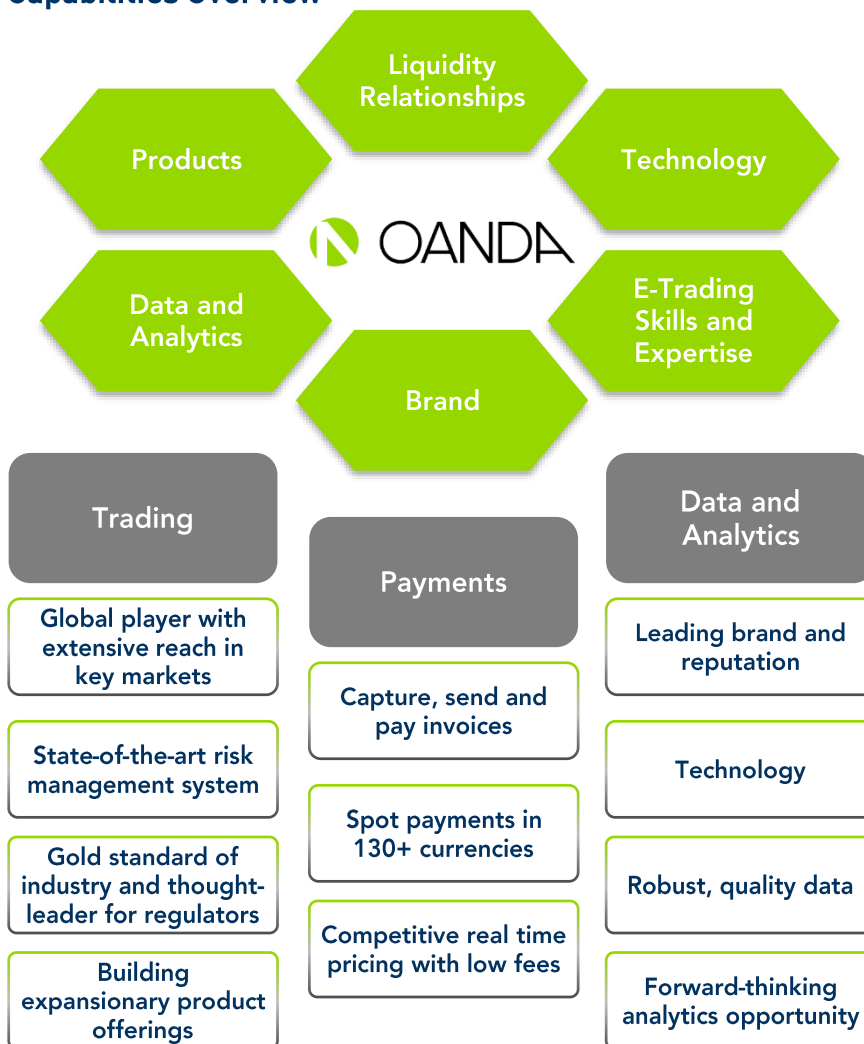 Capabilities Overview
Liquidity
Relationships
Products
Technology
OANDA
Data and
Analytics
E-Trading
Skills and
Expertise
Brand
Trading
Global player with
extensive reach in
key markets
State-of-the-art risk
management system
Gold standard of
industry and thought-
leader for regulators
Building
expansionary product
offerings
Payments
Capture, send and
pay invoices
Spot payments in
130+ currencies
Competitive real time
pricing with low fees
Data and
Analytics
Leading brand and
reputation
Technology
Robust, quality data
Forward-thinking
analytics opportunity